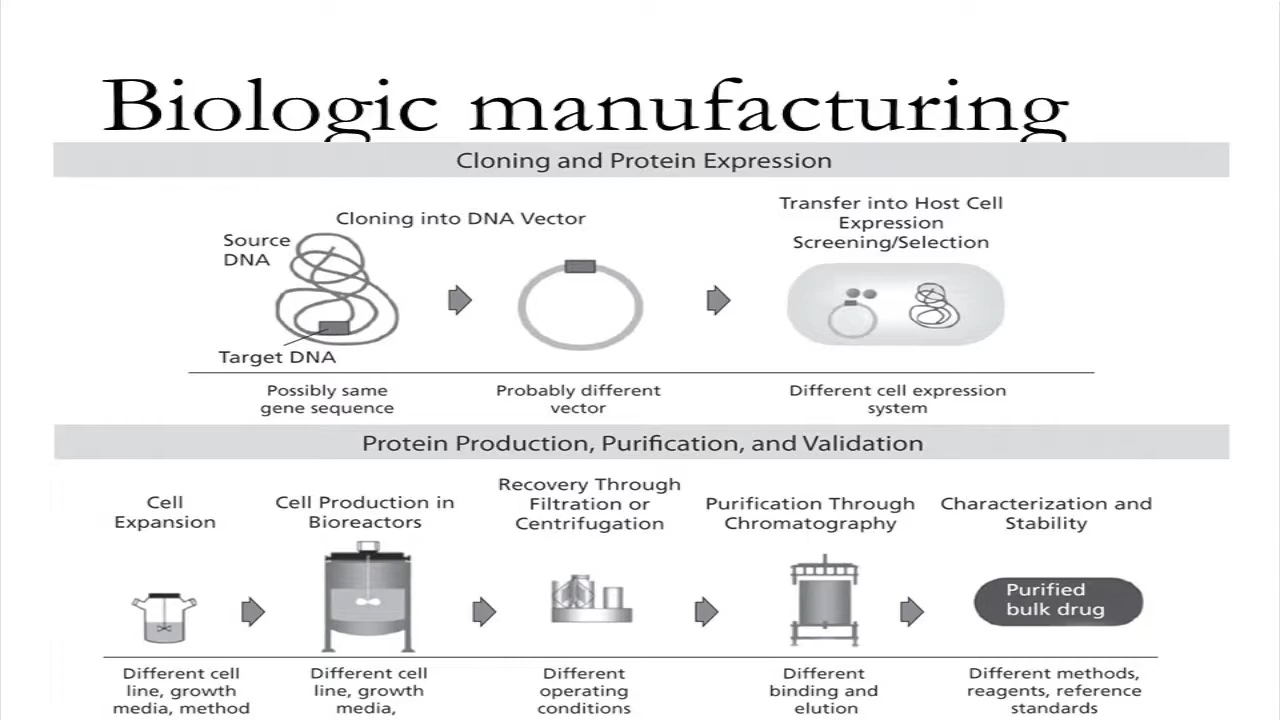 Biologic manufacturing
Cloning and Protein Expression
Cloning into DNA Vector
Source
DNA
Target DNA
Transfer into Host Cell
Expression
Screening/Selection
Possibly same
gene sequence
Probably different
vector
Different cell expression
system
Protein Production, Purification, and Validation
Cell
Expansion
Cell Production in
Bioreactors
Recovery Through
Filtration or
Centrifugation
Purification Through
Chromatography
Characterization and
Stability
Purified
bulk drug
Different cell
line, growth
media, method
Different cell
line, growth
media,
Different
operating
conditions
Different
binding and
elution
Different methods,
reagents, reference
standards